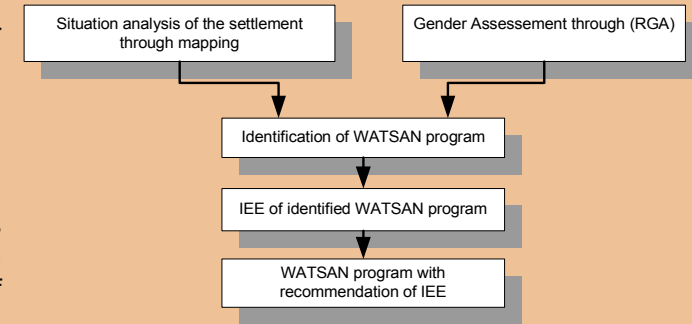 Situation analysis of the settlement
through mapping
Gender Assessement through (RGA)
Identification of WATSAN program
IEE of identified WATSAN program
WATSAN program with
recommendation of IEE